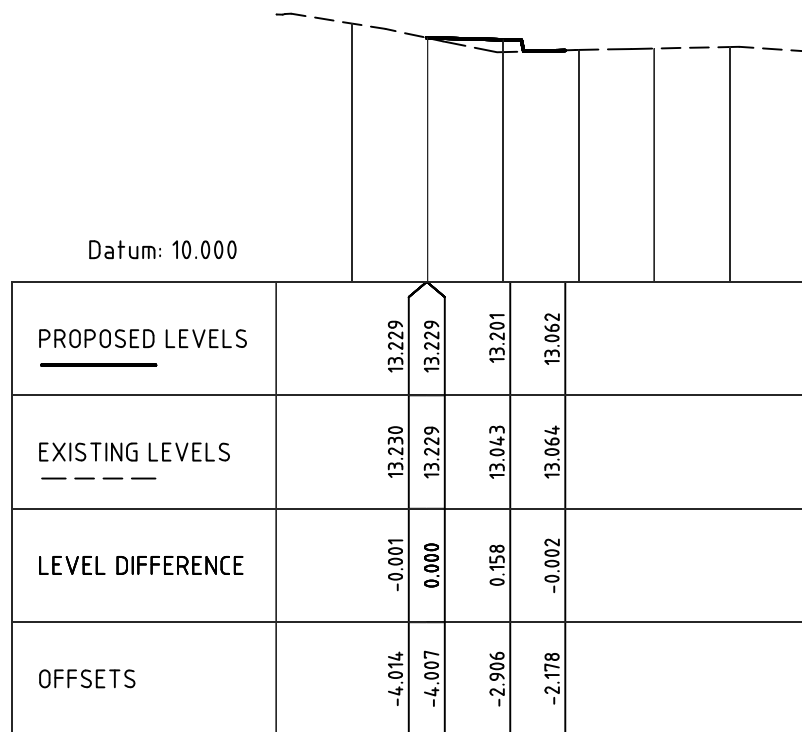 Datum: 10.000
PROPOSED LEVELS 13.229 13.229 13.201 13.062
EXISTING LEVELS 13.230 13.229 13.043 13.064
LEVEL DIFFERENCE -0.001 0.000 0.158 -0.002
OFFSETS -4.014 -4.007 -2.906 -2.178